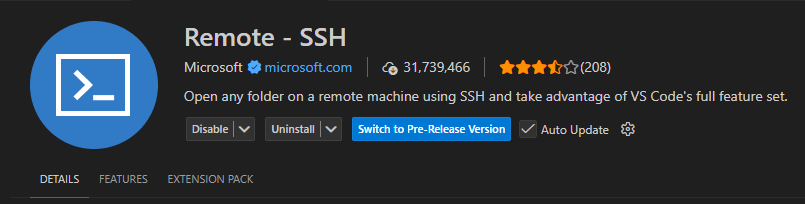 Remote - SSH
Microsoft microsoft.com 31,739,466 (208)
Open any folder on a remote machine using SSH and take advantage of VS Code's full feature set.
Disable Uninstall Switch to Pre-Release Version Auto Update
DETAILS FEATURES EXTENSION PACK